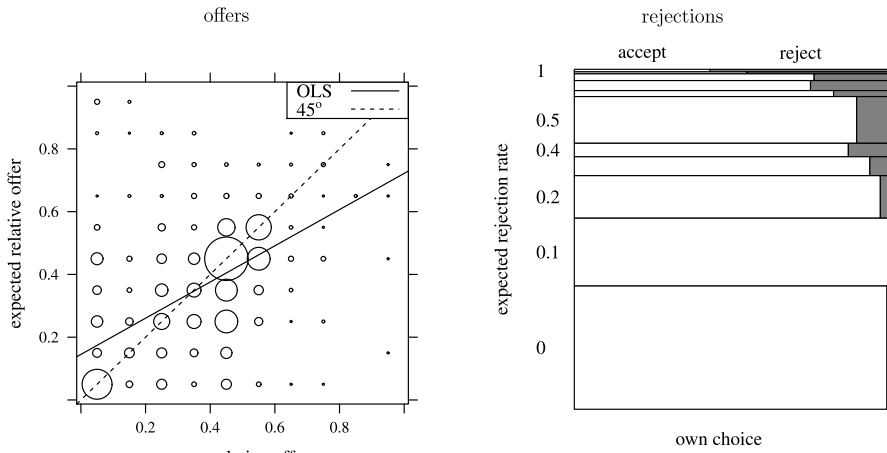 offers
rejections
accept reject
OLS
45°
expected relative offer
0.8
0.6
0.4
0.2
0.2 0.4 0.6 0.8
expected rejection rate
1
0.5
0.4
0.2
0.1
0
own choice